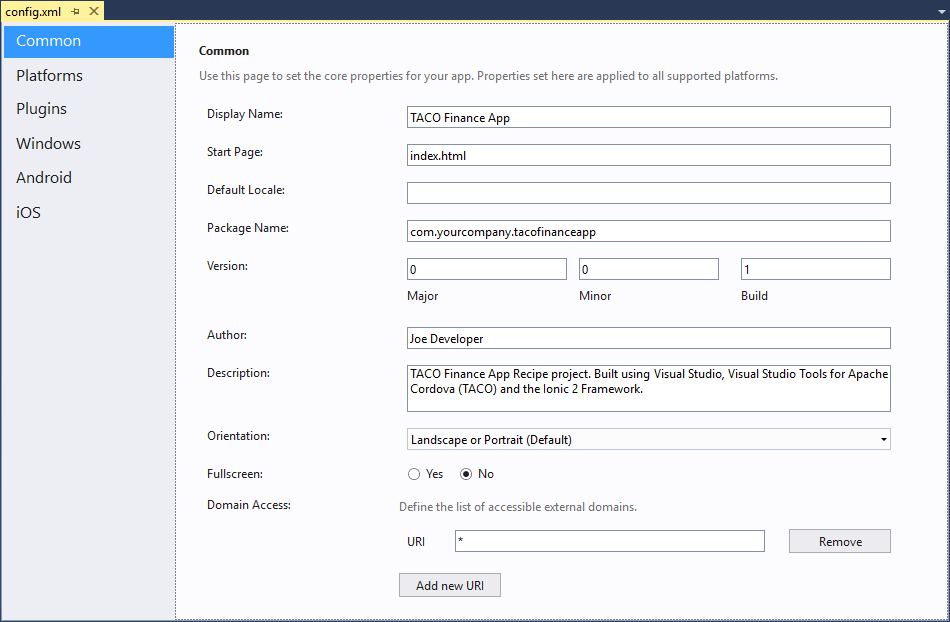 config.xml
Common
Platforms
Plugins
Windows
Android
iOS
Common
Use this page to set the core properties for your app. Properties set here are applied to all supported platforms.
Display Name: TACO Finance App
Start Page: index.html
Default Locale:
Package Name: com.yourcompany.tacofinanceapp
Version: 0 0 1
Major Minor Build
Author: Joe Developer
Description: TACO Finance App Recipe project. Built using Visual Studio, Visual Studio Tools for Apache
Cordova (TACO) and the Ionic 2 Framework.
Orientation: Landscape or Portrait (Default)
Fullscreen: Yes No
Domain Access: Define the list of accessible external domains.
URI * Remove
Add new URI